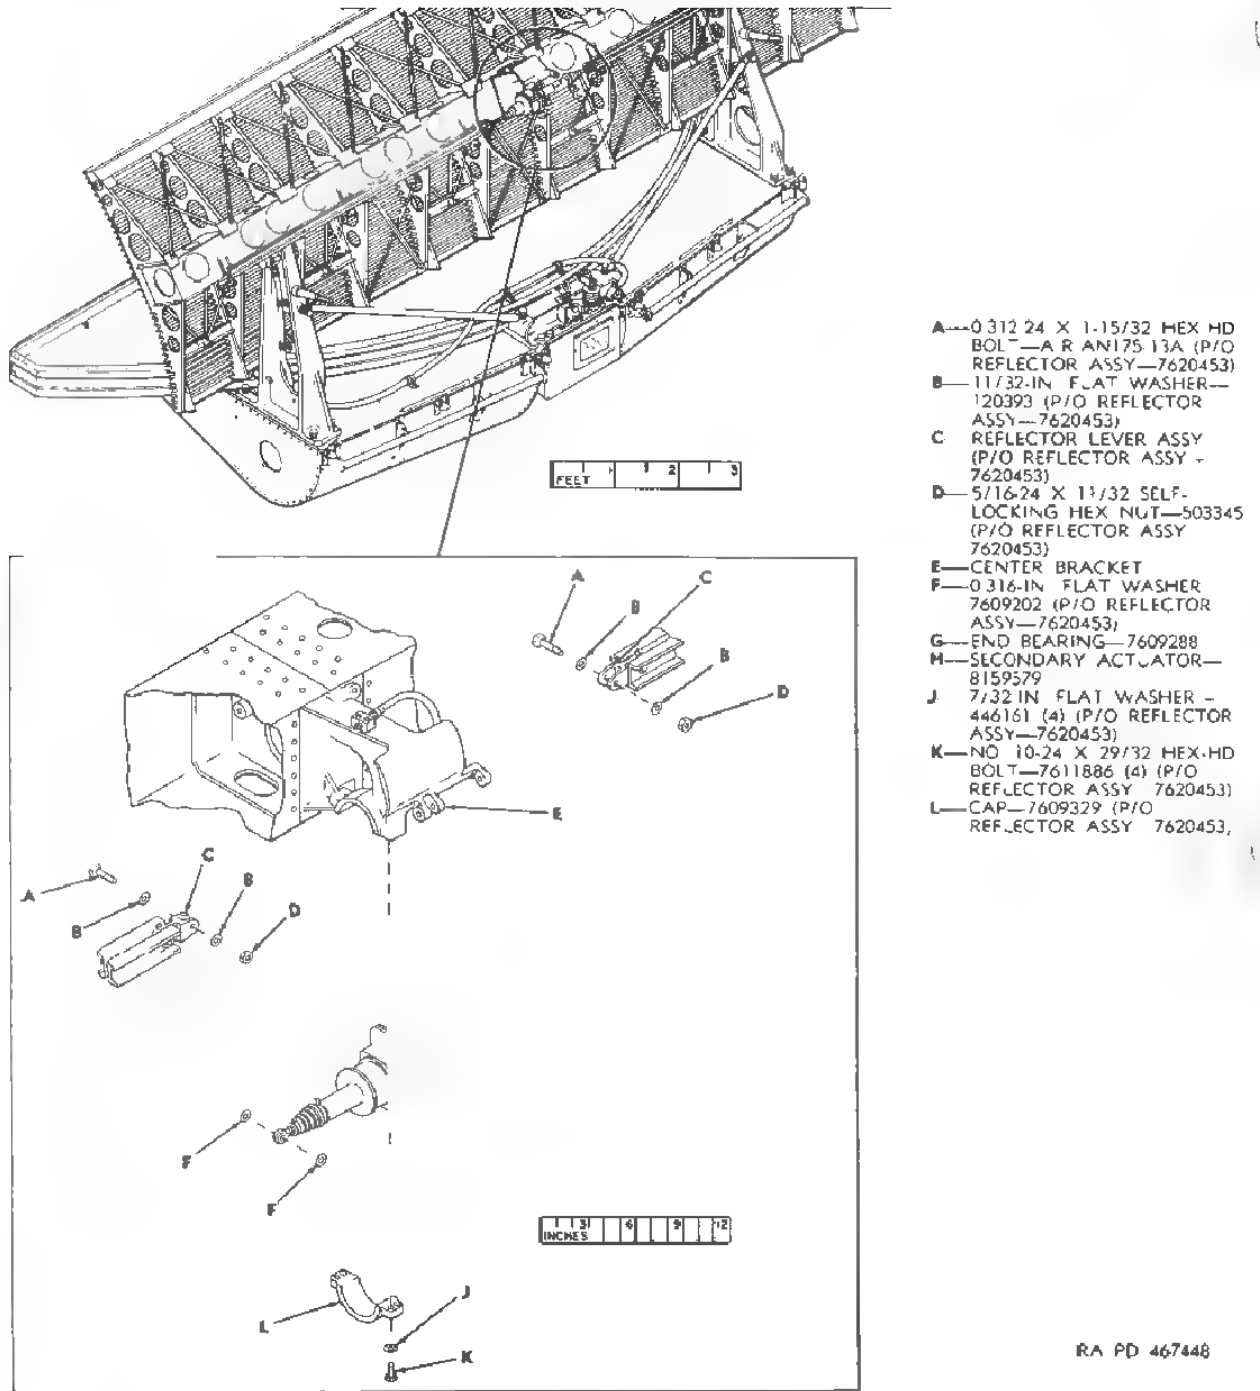 FEET 1 2 3
A—0 312 24 X 1-15/32 HEX HD
BOLT—A R AN175 13A (P/O
REFLECTOR ASSY—7620453)
B—11/32-IN FLAT WASHER—
120393 (P/O REFLECTOR
ASSY—7620453)
C REFLECTOR LEVER ASSY
(P/O REFLECTOR ASSY -
7620453)
D—5/16-24 X 11/32 SELF-
LOCKING HEX NUT—503345
(P/O REFLECTOR ASSY
7620453)
E—CENTER BRACKET
F—0 316-IN FLAT WASHER
7609202 (P/O REFLECTOR
ASSY—7620453)
G—END BEARING—7609288
H—SECONDARY ACTUATOR—
8159579
J 7/32 IN FLAT WASHER -
446161 (4) (P/O REFLECTOR
ASSY—7620453)
K—NO 10-24 X 29/32 HEX-HD
BOLT—7611886 (4) (P/O
REFLECTOR ASSY 7620453)
L—CAP—7609329 (P/O
REFLECTOR ASSY 7620453,
A
C
B
B
D
E
C
A
B
B
D
F
F
INCHES 3 6 9 12
J
L
K
RA PD 467448